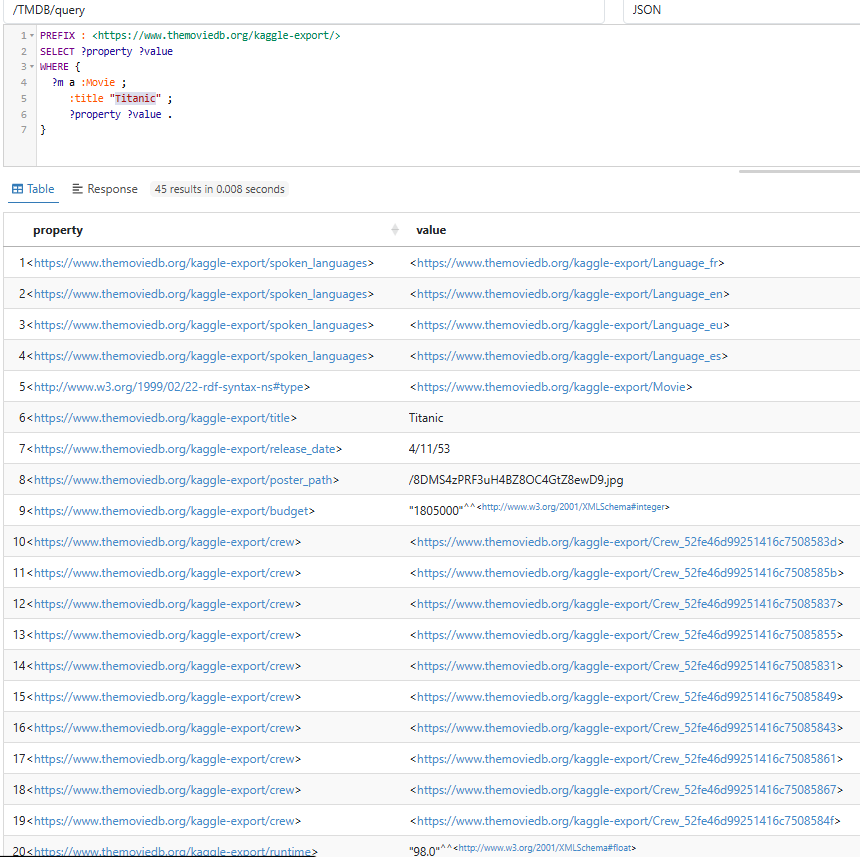 /TMDB/query JSON
1 PREFIX : <https://www.themoviedb.org/kaggle-export/>
2 SELECT ?property ?value
3 WHERE {
4 ?m a :Movie ;
5 :title "Titanic" ;
6 ?property ?value .
7 }
Table Response 45 results in 0.008 seconds
property value
1 <https://www.themoviedb.org/kaggle-export/spoken_languages> <https://www.themoviedb.org/kaggle-export/Language_fr>
2 <https://www.themoviedb.org/kaggle-export/spoken_languages> <https://www.themoviedb.org/kaggle-export/Language_en>
3 <https://www.themoviedb.org/kaggle-export/spoken_languages> <https://www.themoviedb.org/kaggle-export/Language_eu>
4 <https://www.themoviedb.org/kaggle-export/spoken_languages> <https://www.themoviedb.org/kaggle-export/Language_es>
5 <http://www.w3.org/1999/02/22-rdf-syntax-ns#type> <https://www.themoviedb.org/kaggle-export/Movie>
6 <https://www.themoviedb.org/kaggle-export/title> Titanic
7 <https://www.themoviedb.org/kaggle-export/release_date> 4/11/53
8 <https://www.themoviedb.org/kaggle-export/poster_path> /8DMS4zPRF3uH4BZ8OC4GtZ8ewD9.jpg
9 <https://www.themoviedb.org/kaggle-export/budget> "1805000"^^<http://www.w3.org/2001/XMLSchema#integer>
10 <https://www.themoviedb.org/kaggle-export/crew> <https://www.themoviedb.org/kaggle-export/Crew_52fe46d99251416c7508583d>
11 <https://www.themoviedb.org/kaggle-export/crew> <https://www.themoviedb.org/kaggle-export/Crew_52fe46d99251416c7508585b>
12 <https://www.themoviedb.org/kaggle-export/crew> <https://www.themoviedb.org/kaggle-export/Crew_52fe46d99251416c75085837>
13 <https://www.themoviedb.org/kaggle-export/crew> <https://www.themoviedb.org/kaggle-export/Crew_52fe46d99251416c75085855>
14 <https://www.themoviedb.org/kaggle-export/crew> <https://www.themoviedb.org/kaggle-export/Crew_52fe46d99251416c75085831>
15 <https://www.themoviedb.org/kaggle-export/crew> <https://www.themoviedb.org/kaggle-export/Crew_52fe46d99251416c75085849>
16 <https://www.themoviedb.org/kaggle-export/crew> <https://www.themoviedb.org/kaggle-export/Crew_52fe46d99251416c75085843>
17 <https://www.themoviedb.org/kaggle-export/crew> <https://www.themoviedb.org/kaggle-export/Crew_52fe46d99251416c75085861>
18 <https://www.themoviedb.org/kaggle-export/crew> <https://www.themoviedb.org/kaggle-export/Crew_52fe46d99251416c75085867>
19 <https://www.themoviedb.org/kaggle-export/crew> <https://www.themoviedb.org/kaggle-export/Crew_52fe46d99251416c7508584f>
20 <https://www.themoviedb.org/kaggle-export/runtime> "98.0"^^<http://www.w3.org/2001/XMLSchema#float>